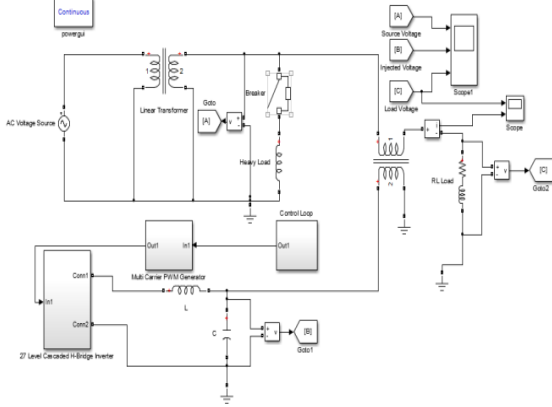 Continuous
powergui
[A]
Source Voltage
[B]
Injected Voltage
[C]
Load Voltage
Scope1
Scope
1
2
Linear Transformer
Goto
[A]
+
-
v
Breaker
AC Voltage Source
Heavy Load
1
2
+
-
i
RL Load
+
-
v
[C]
Goto2
Control Loop
Out1
In1
Out1
Multi Carrier PWM Generator
Conn1
In1
Conn2
L
C
+
-
v
[B]
Goto1
27 Level Cascaded H-Bridge Inverter